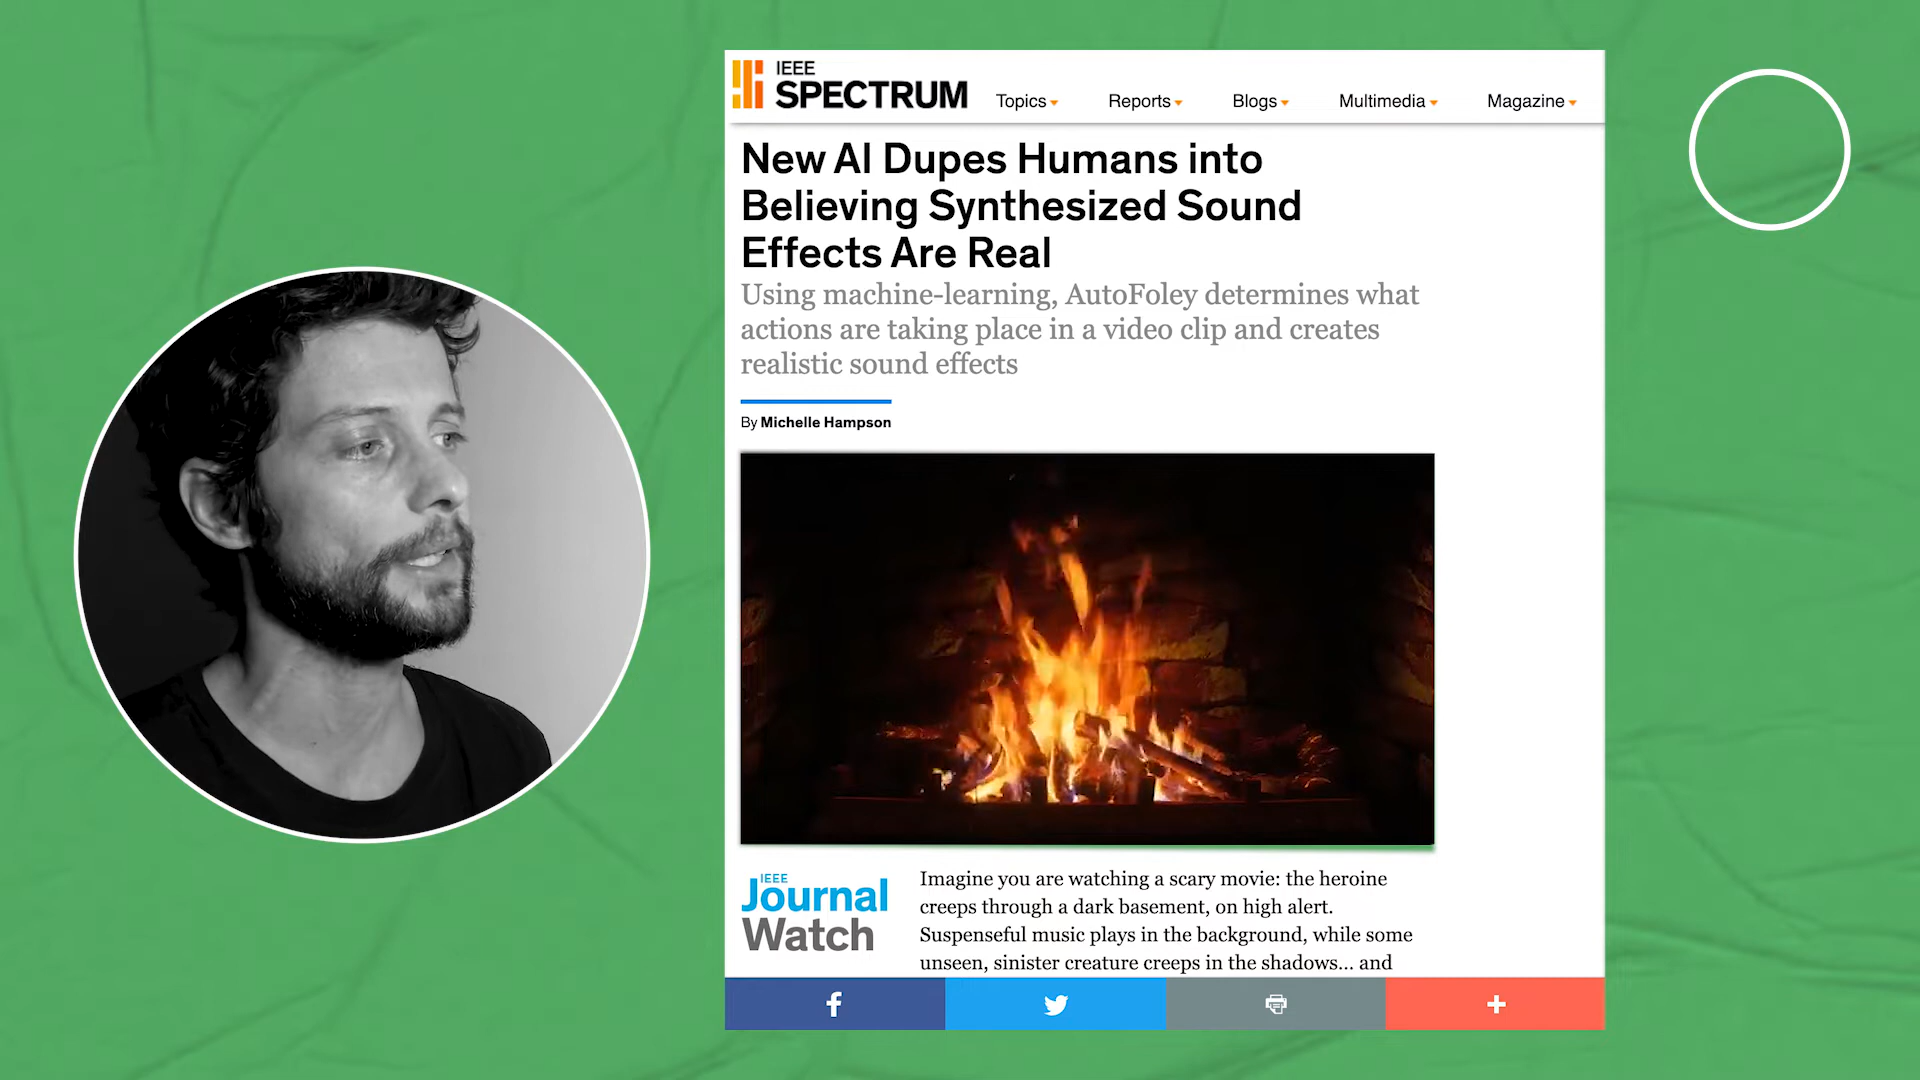 IEEE
SPECTRUM
Topics
Reports
Blogs
Multimedia
Magazine
New AI Dupes Humans into
Believing Synthesized Sound
Effects Are Real
Using machine-learning, AutoFoley determines what
actions are taking place in a video clip and creates
realistic sound effects
By Michelle Hampson
IEEE
Journal
Watch
Imagine you are watching a scary movie: the heroine
creeps through a dark basement, on high alert.
Suspenseful music plays in the background, while some
unseen, sinister creature creeps in the shadows... and